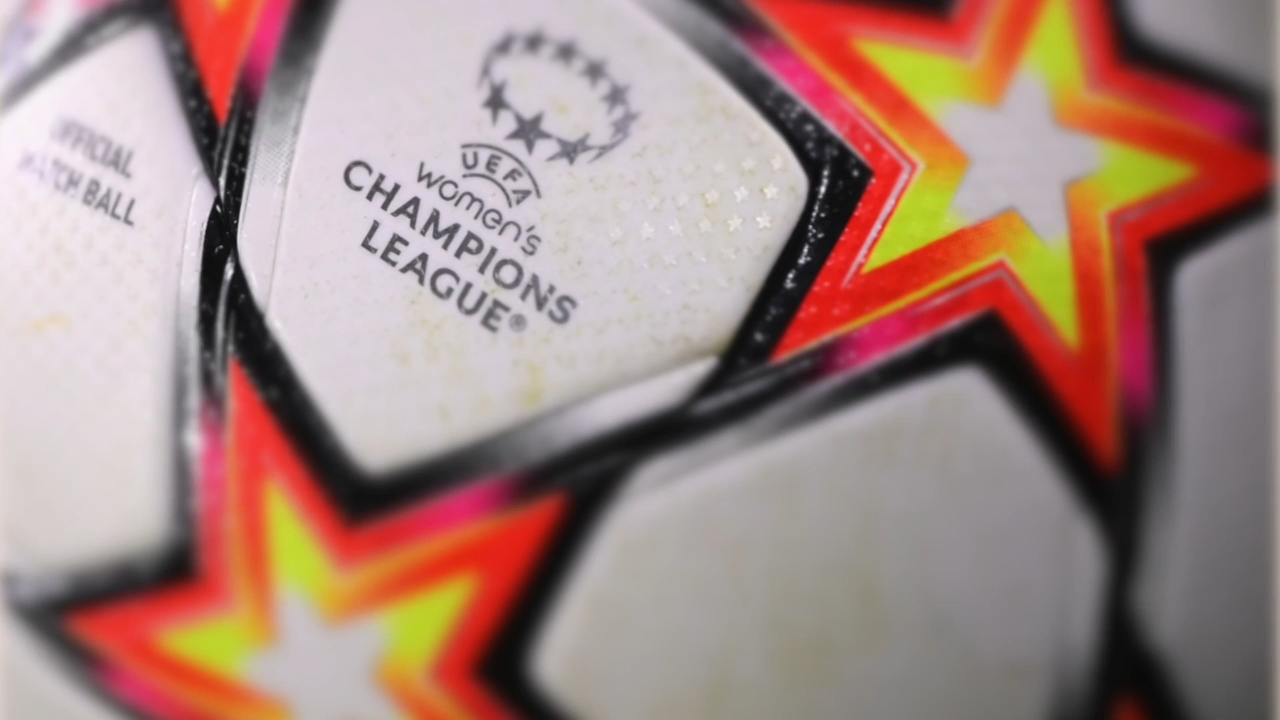 OFFICIAL
MATCH BALL
UEFA
women's
CHAMPIONS
LEAGUE®